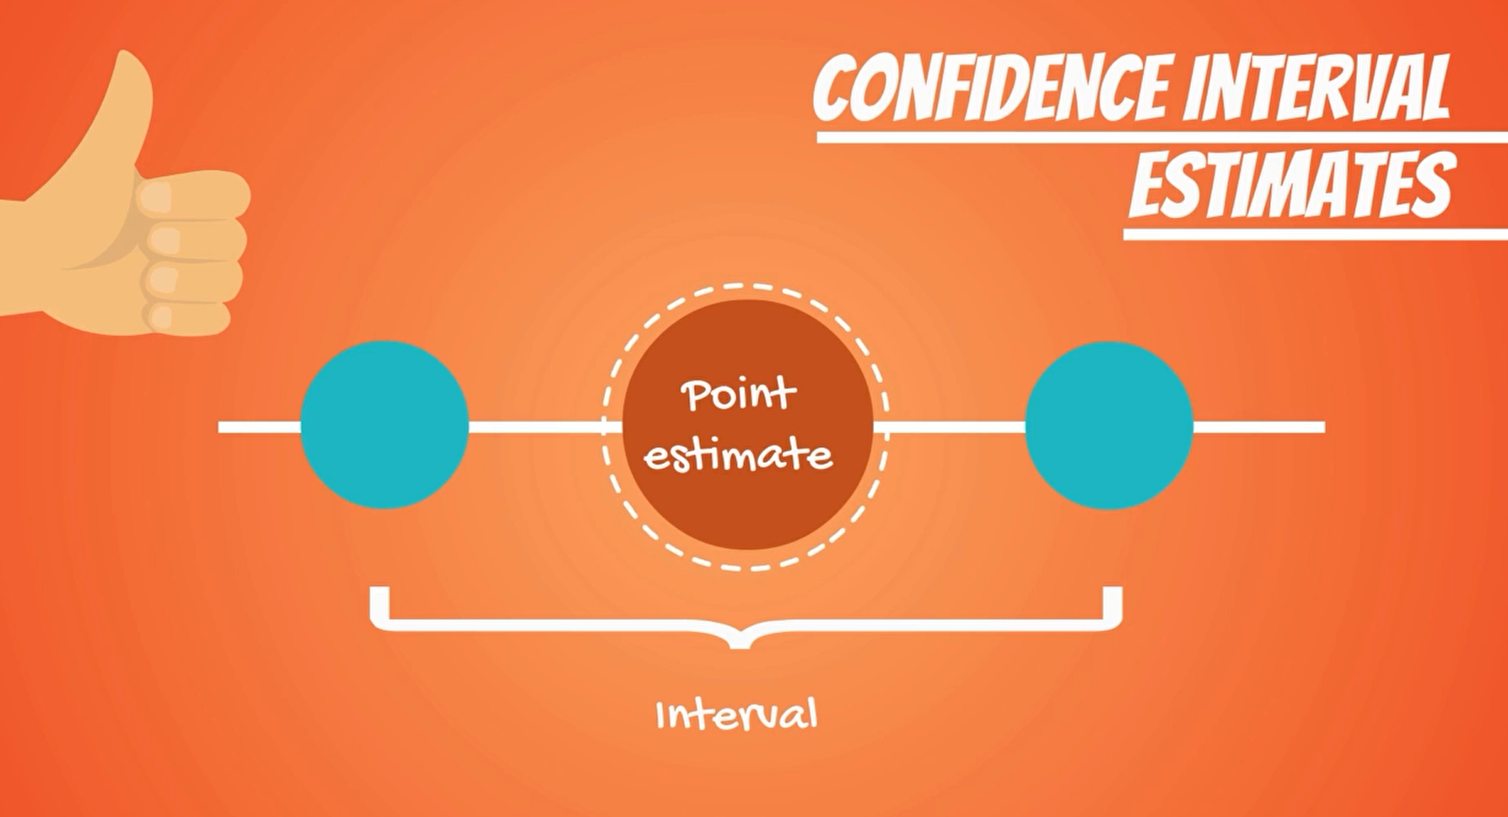 CONFIDENCE INTERVAL
ESTIMATES
Point
estimate
Interval